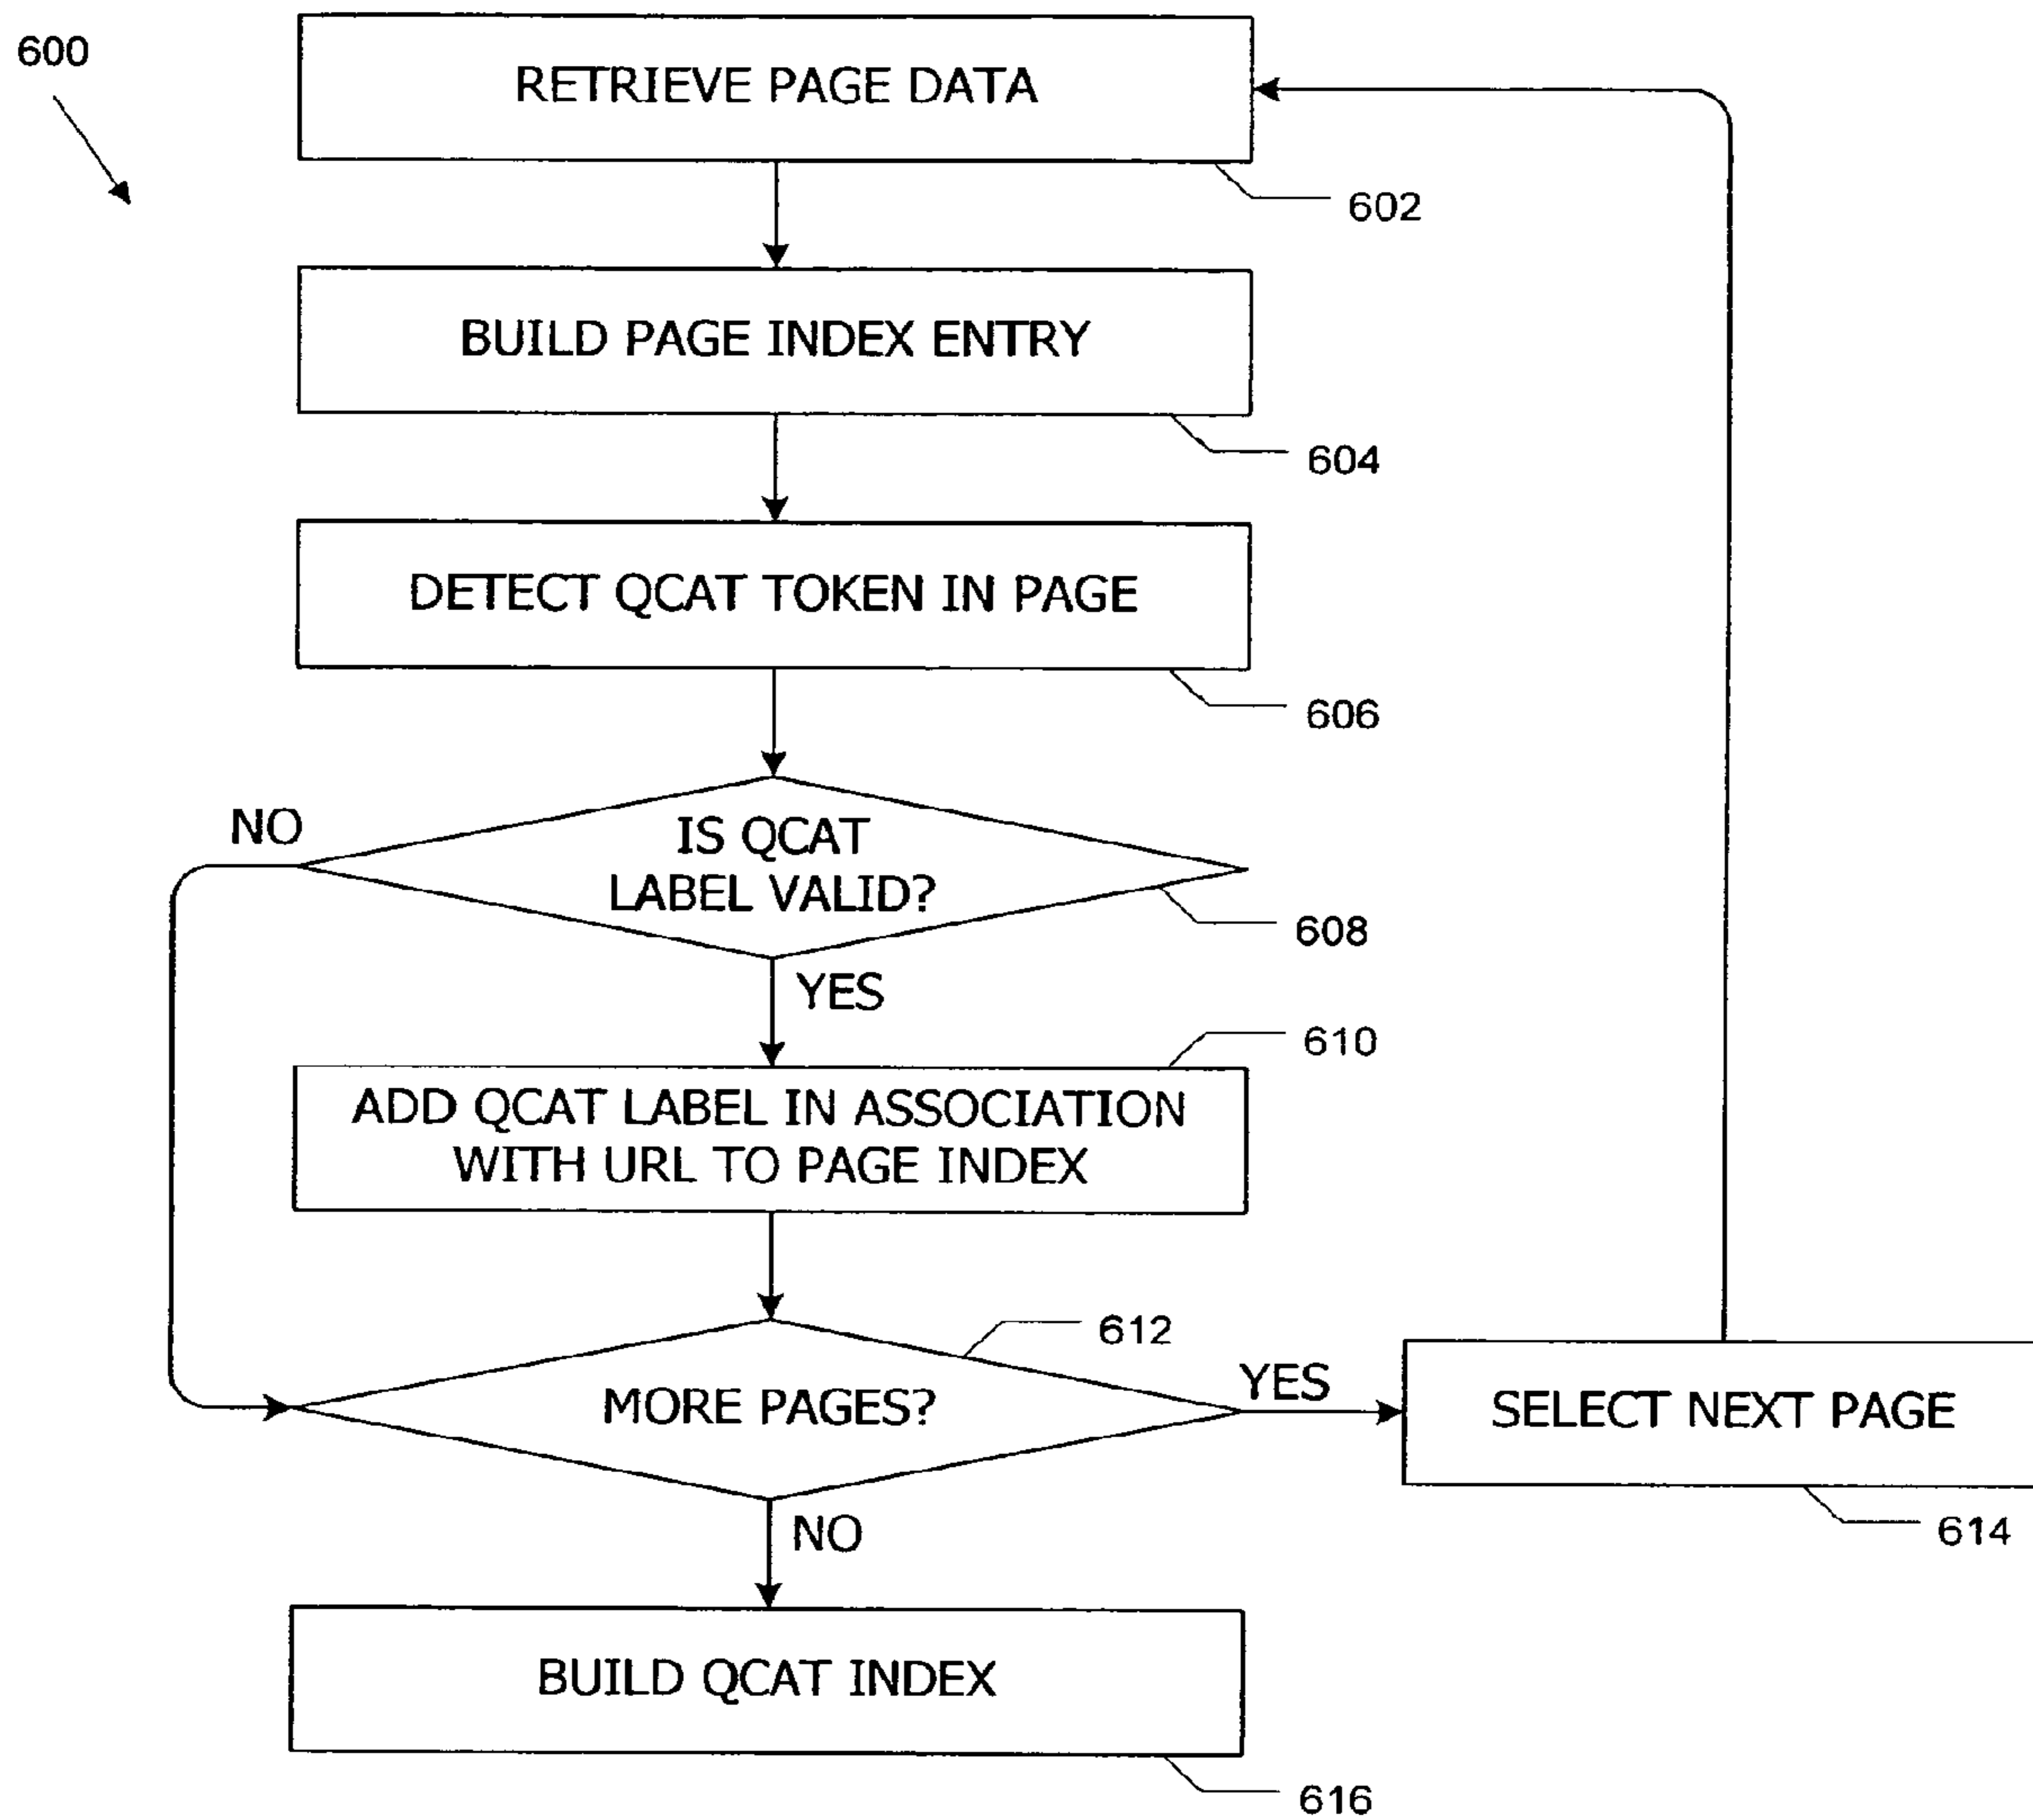 600
RETRIEVE PAGE DATA
602
BUILD PAGE INDEX ENTRY
604
DETECT QCAT TOKEN IN PAGE
606
NO
IS QCAT
LABEL VALID?
608
YES
610
ADD QCAT LABEL IN ASSOCIATION
WITH URL TO PAGE INDEX
612
MORE PAGES?
YES
SELECT NEXT PAGE
614
NO
BUILD QCAT INDEX
616